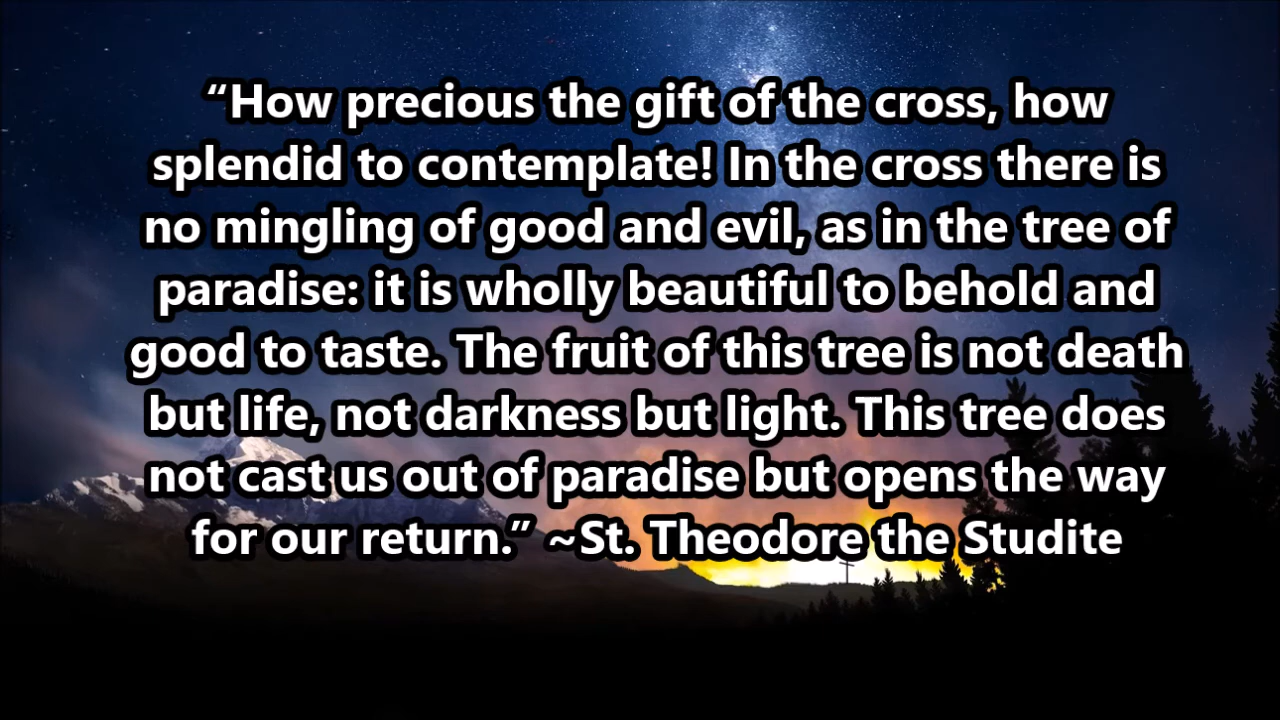 “How precious the gift of the cross, how
splendid to contemplate! In the cross there is
no mingling of good and evil, as in the tree of
paradise: it is wholly beautiful to behold and
good to taste. The fruit of this tree is not death
but life, not darkness but light. This tree does
not cast us out of paradise but opens the way
for our return.” ~St. Theodore the Studite